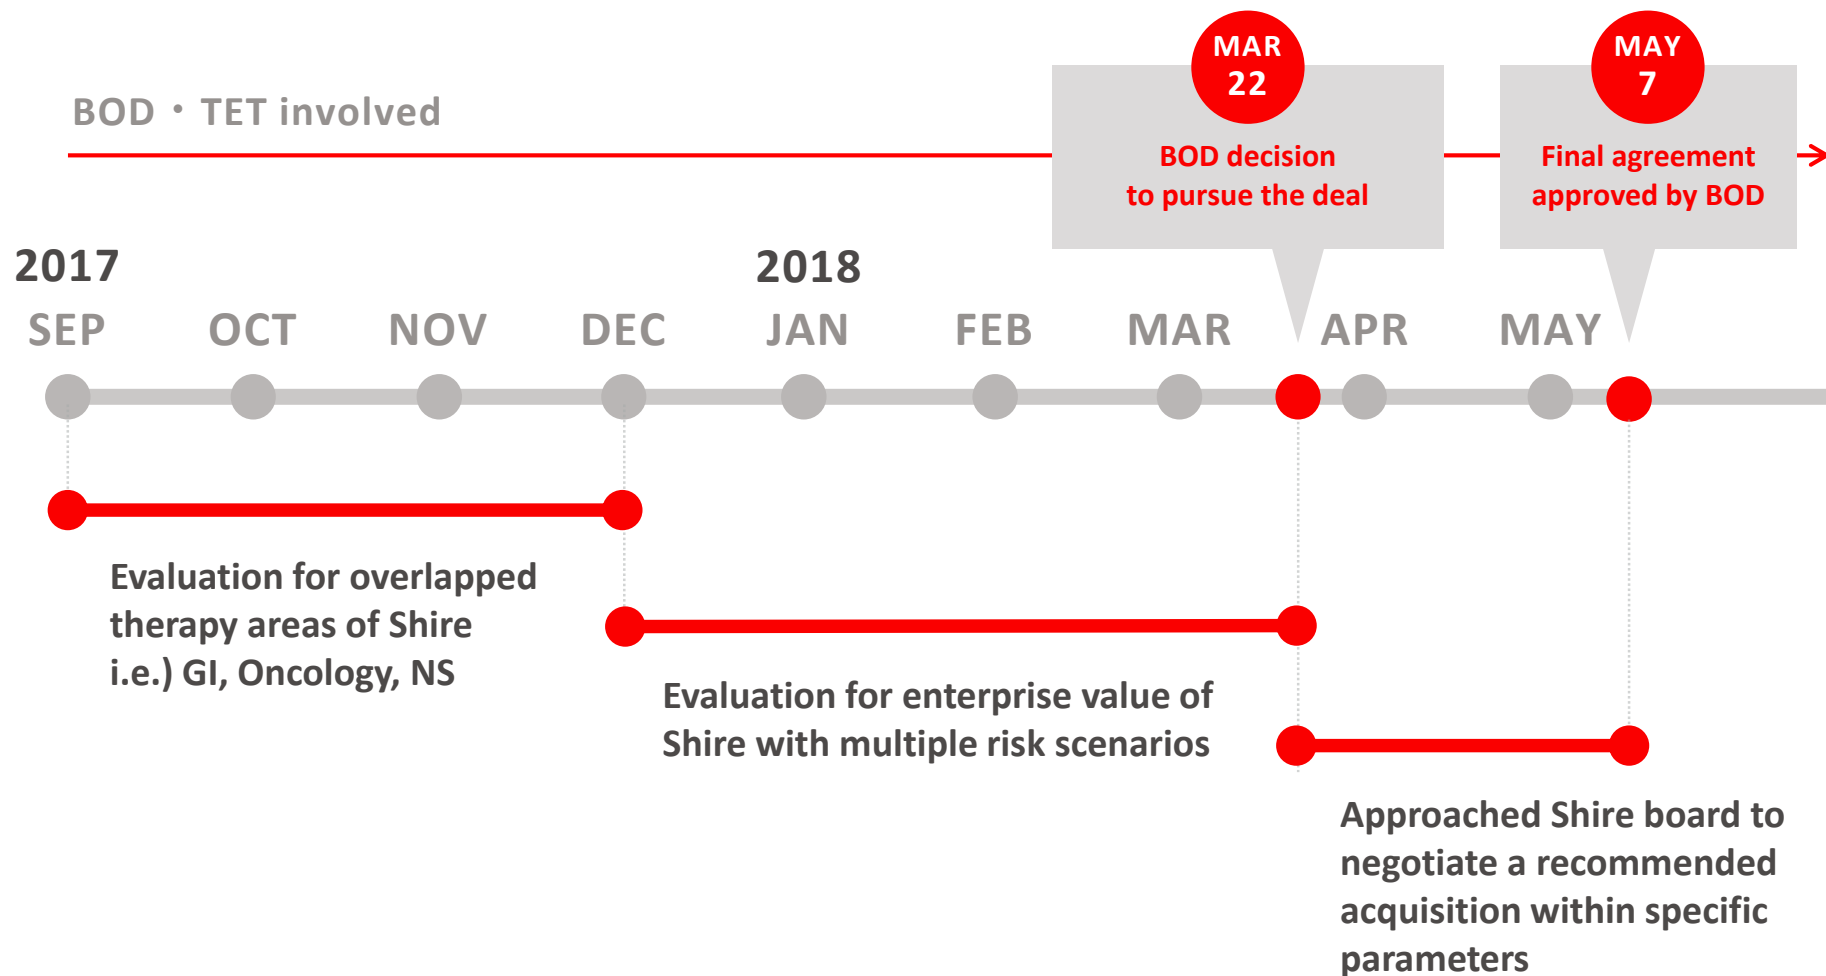 BOD・TET involved
MAR
22
BOD decision
to pursue the deal
MAY
7
Final agreement
approved by BOD
2017
2018
SEP OCT NOV DEC JAN FEB MAR APR MAY
Evaluation for overlapped
therapy areas of Shire
i.e.) GI, Oncology, NS
Evaluation for enterprise value of
Shire with multiple risk scenarios
Approached Shire board to
negotiate a recommended
acquisition within specific
parameters